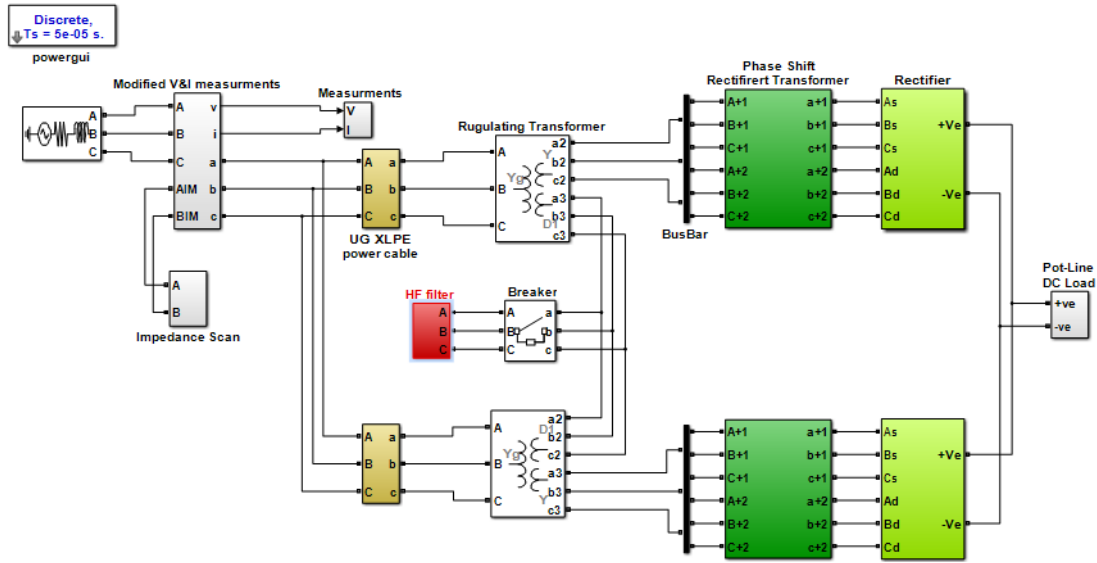 Discrete,
Ts = 5e-05 s.
powergui
Modified V&I measurments
A
B
C
A
B
C
AIM
BIM
v
i
a
b
c
Measurments
V
I
A
B
Impedance Scan
A
B
C
a
b
c
UG XLPE
power cable
Rugulating Transformer
A
B
C
Yg
Y
D1
a2
b2
c2
a3
b3
c3
BusBar
Phase Shift
Rectifirert Transformer
A+1
B+1
C+1
A+2
B+2
C+2
a+1
b+1
c+1
a+2
b+2
c+2
Rectifier
As
Bs
Cs
Ad
Bd
Cd
+Ve
-Ve
Pot-Line
DC Load
+ve
-ve
HF filter
A
B
C
Breaker
A
B
C
a
b
c
A
B
C
a
b
c
A
B
C
Yg
D1
Y
a2
b2
c2
a3
b3
c3
A+1
B+1
C+1
A+2
B+2
C+2
a+1
b+1
c+1
a+2
b+2
c+2
As
Bs
Cs
Ad
Bd
Cd
+Ve
-Ve